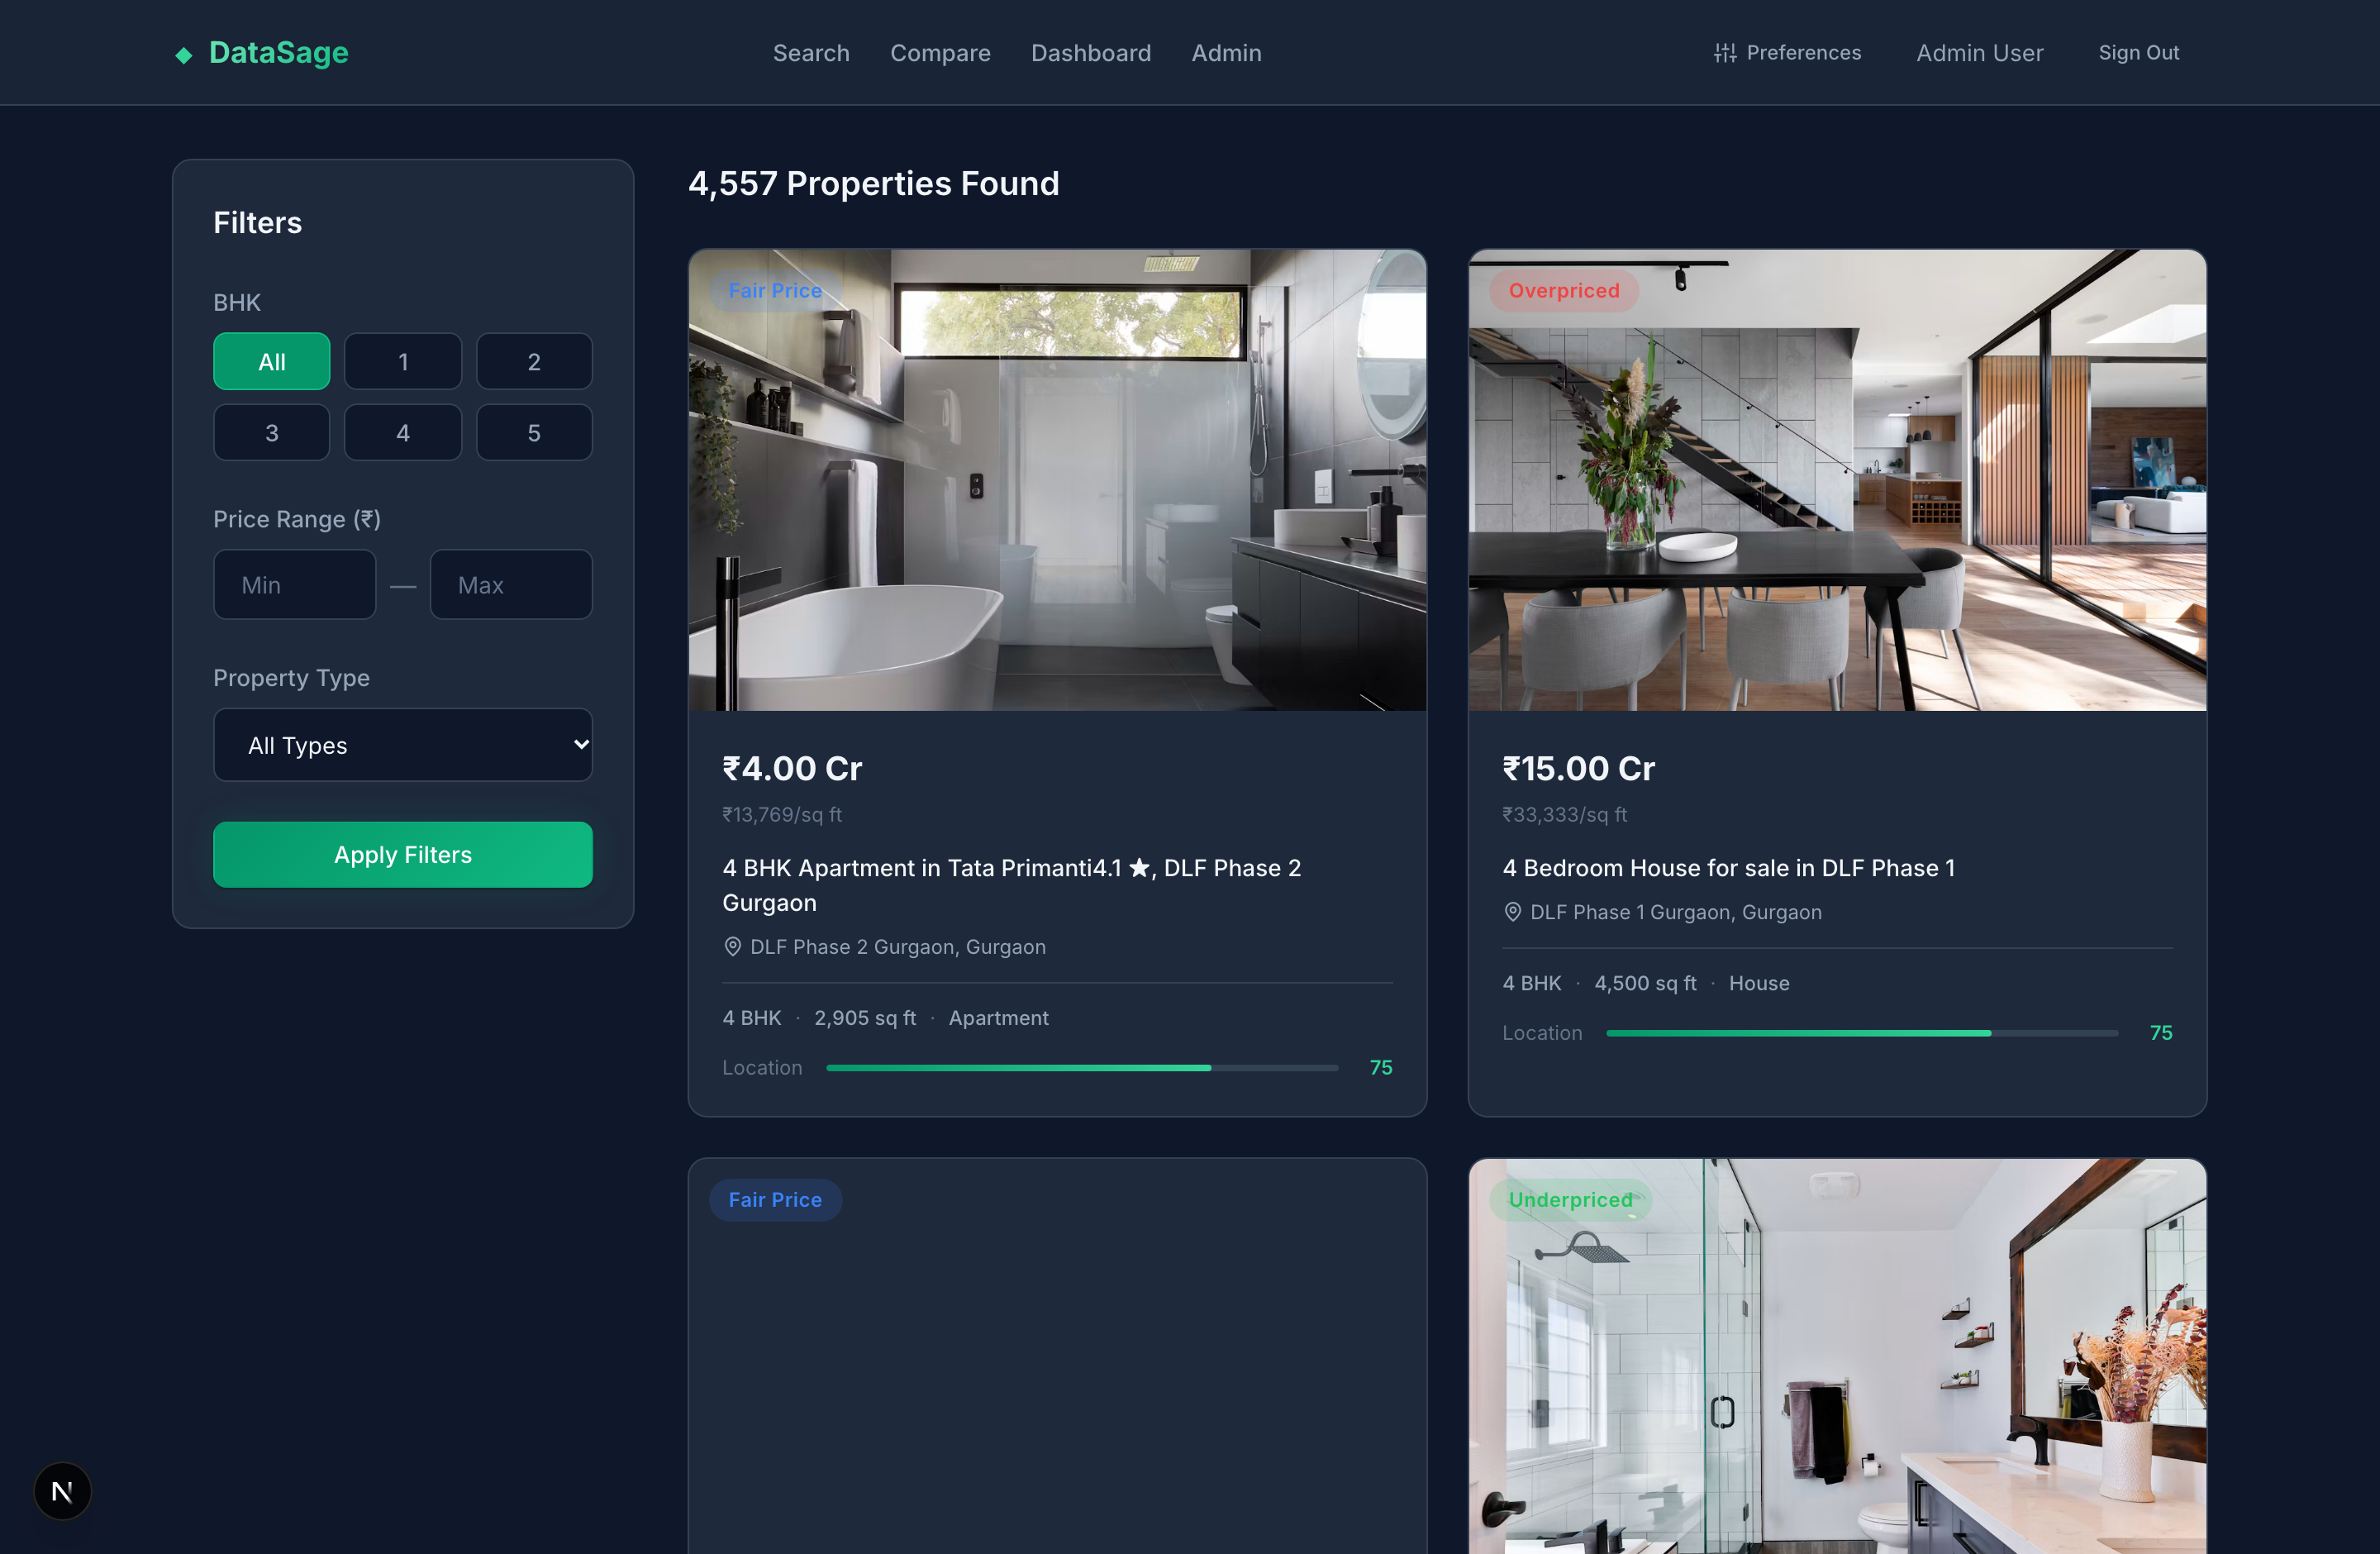 DataSage
Search
Compare
Dashboard
Admin
Preferences
Admin User
Sign Out
Filters
BHK
All
1
2
3
4
5
Price Range (₹)
Min
—
Max
Property Type
All Types
Apply Filters
4,557 Properties Found
Fair Price
₹4.00 Cr
₹13,769/sq ft
4 BHK Apartment in Tata Primanti4.1 ★, DLF Phase 2
Gurgaon
DLF Phase 2 Gurgaon, Gurgaon
4 BHK · 2,905 sq ft · Apartment
Location 75
Overpriced
₹15.00 Cr
₹33,333/sq ft
4 Bedroom House for sale in DLF Phase 1
DLF Phase 1 Gurgaon, Gurgaon
4 BHK · 4,500 sq ft · House
Location 75
Fair Price
Underpriced
N